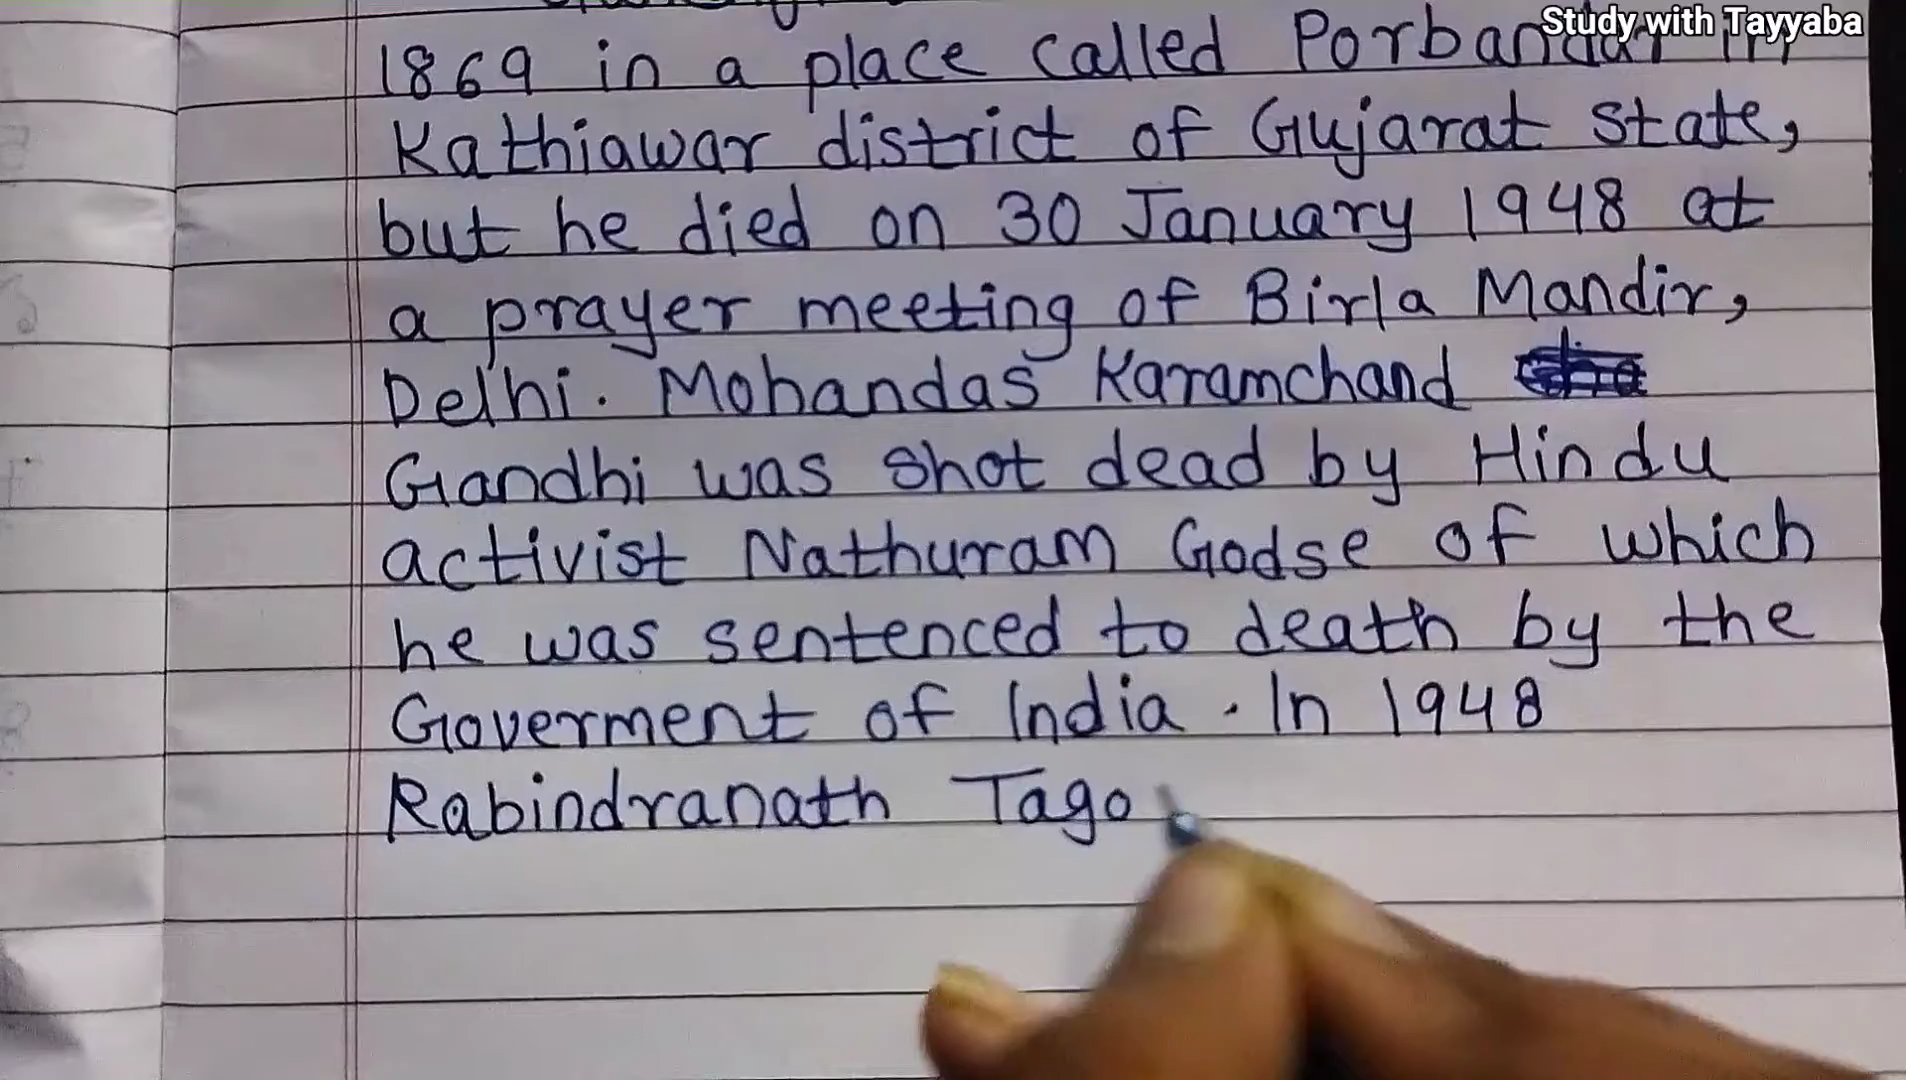 Study with Tayyaba
1869 in a place called Porbandar in
Kathiawar district of Gujarat state,
but he died on 30 January 1948 at
a prayer meeting of Birla Mandir,
Delhi. Mohandas Karamchand
Gandhi was shot dead by Hindu
activist Nathuram Godse of which
he was sentenced to death by the
Goverment of India. In 1948
Rabindranath Tago